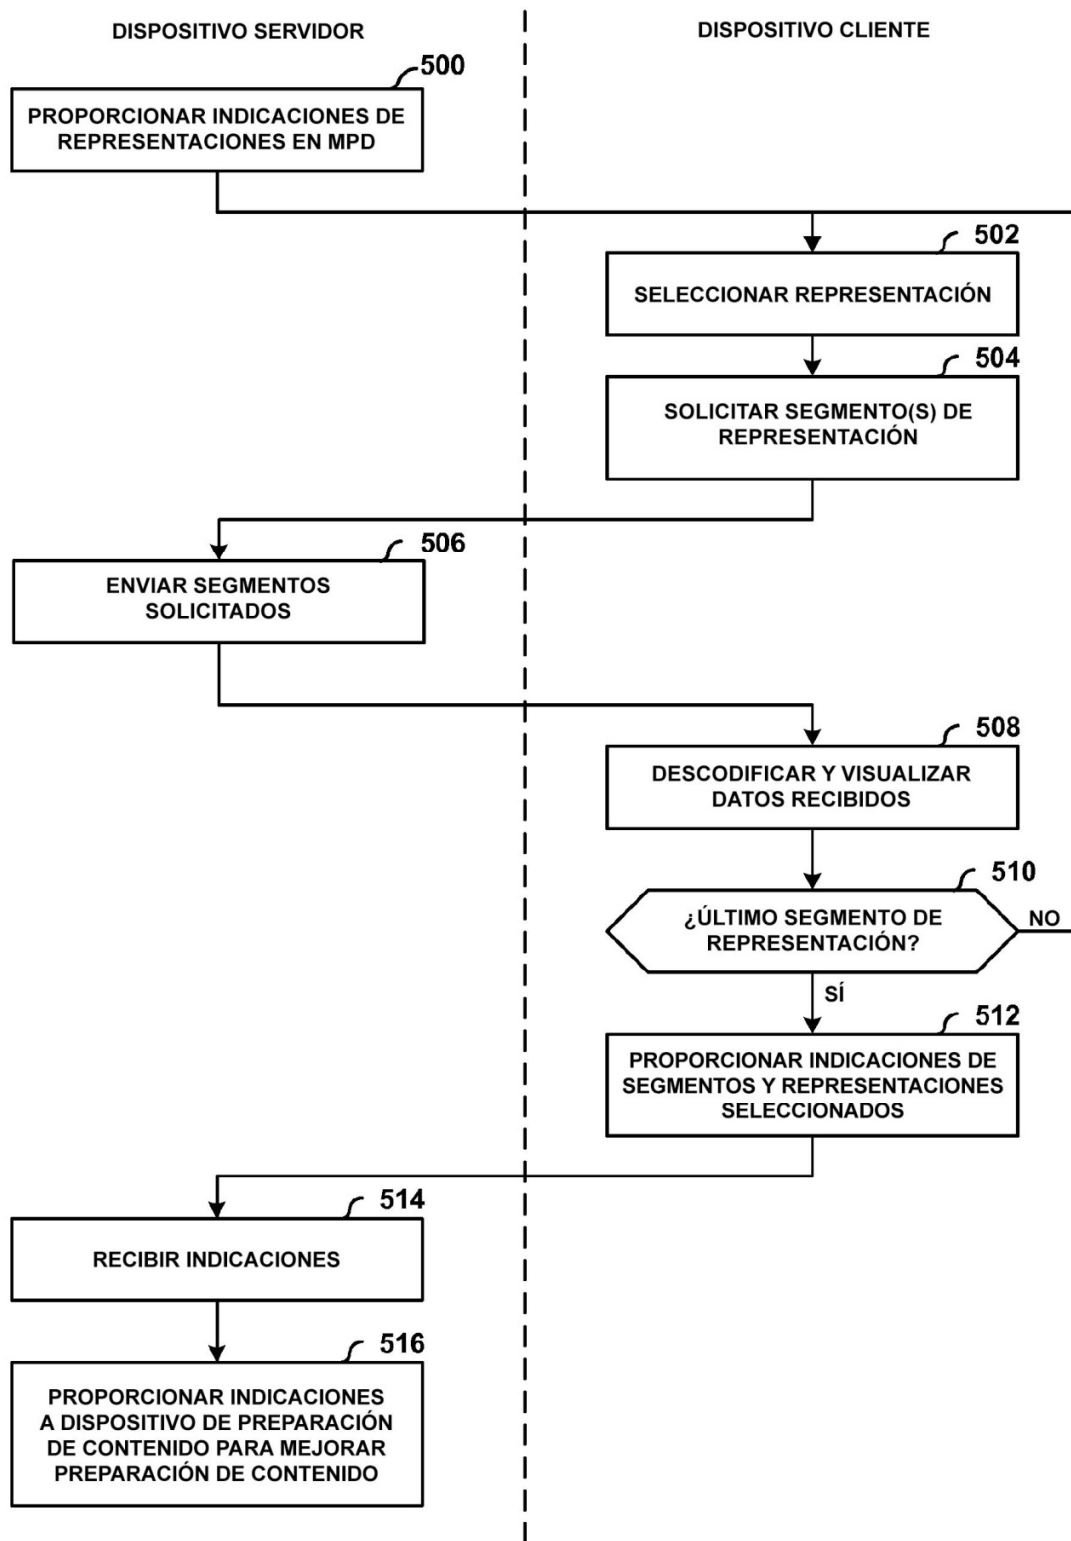 DISPOSITIVO SERVIDOR
DISPOSITIVO CLIENTE
500
PROPORCIONAR INDICACIONES DE
REPRESENTACIONES EN MPD
502
SELECCIONAR REPRESENTACIÓN
504
SOLICITAR SEGMENTO(S) DE
REPRESENTACIÓN
506
ENVIAR SEGMENTOS
SOLICITADOS
508
DESCODIFICAR Y VISUALIZAR
DATOS RECIBIDOS
510
¿ÚLTIMO SEGMENTO DE
REPRESENTACIÓN?
NO
SÍ
512
PROPORCIONAR INDICACIONES DE
SEGMENTOS Y REPRESENTACIONES
SELECCIONADOS
514
RECIBIR INDICACIONES
516
PROPORCIONAR INDICACIONES
A DISPOSITIVO DE PREPARACIÓN
DE CONTENIDO PARA MEJORAR
PREPARACIÓN DE CONTENIDO